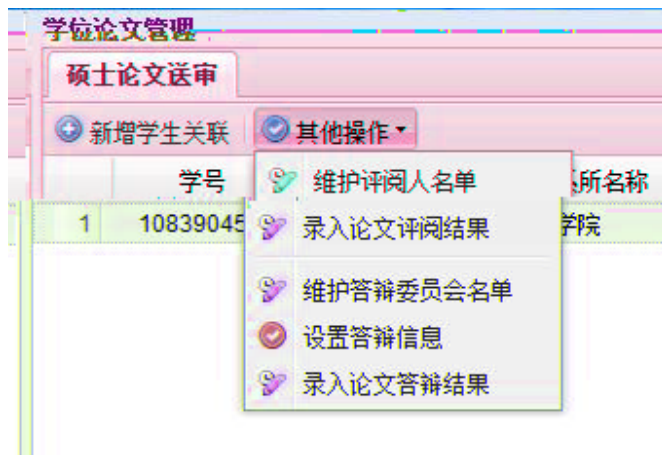 学位论文管理
硕士论文送审
新增学生关联 其他操作
学号 所名称
维护评阅人名单
1 10839045 学院
录入论文评阅结果
维护答辩委员会名单
设置答辩信息
录入论文答辩结果